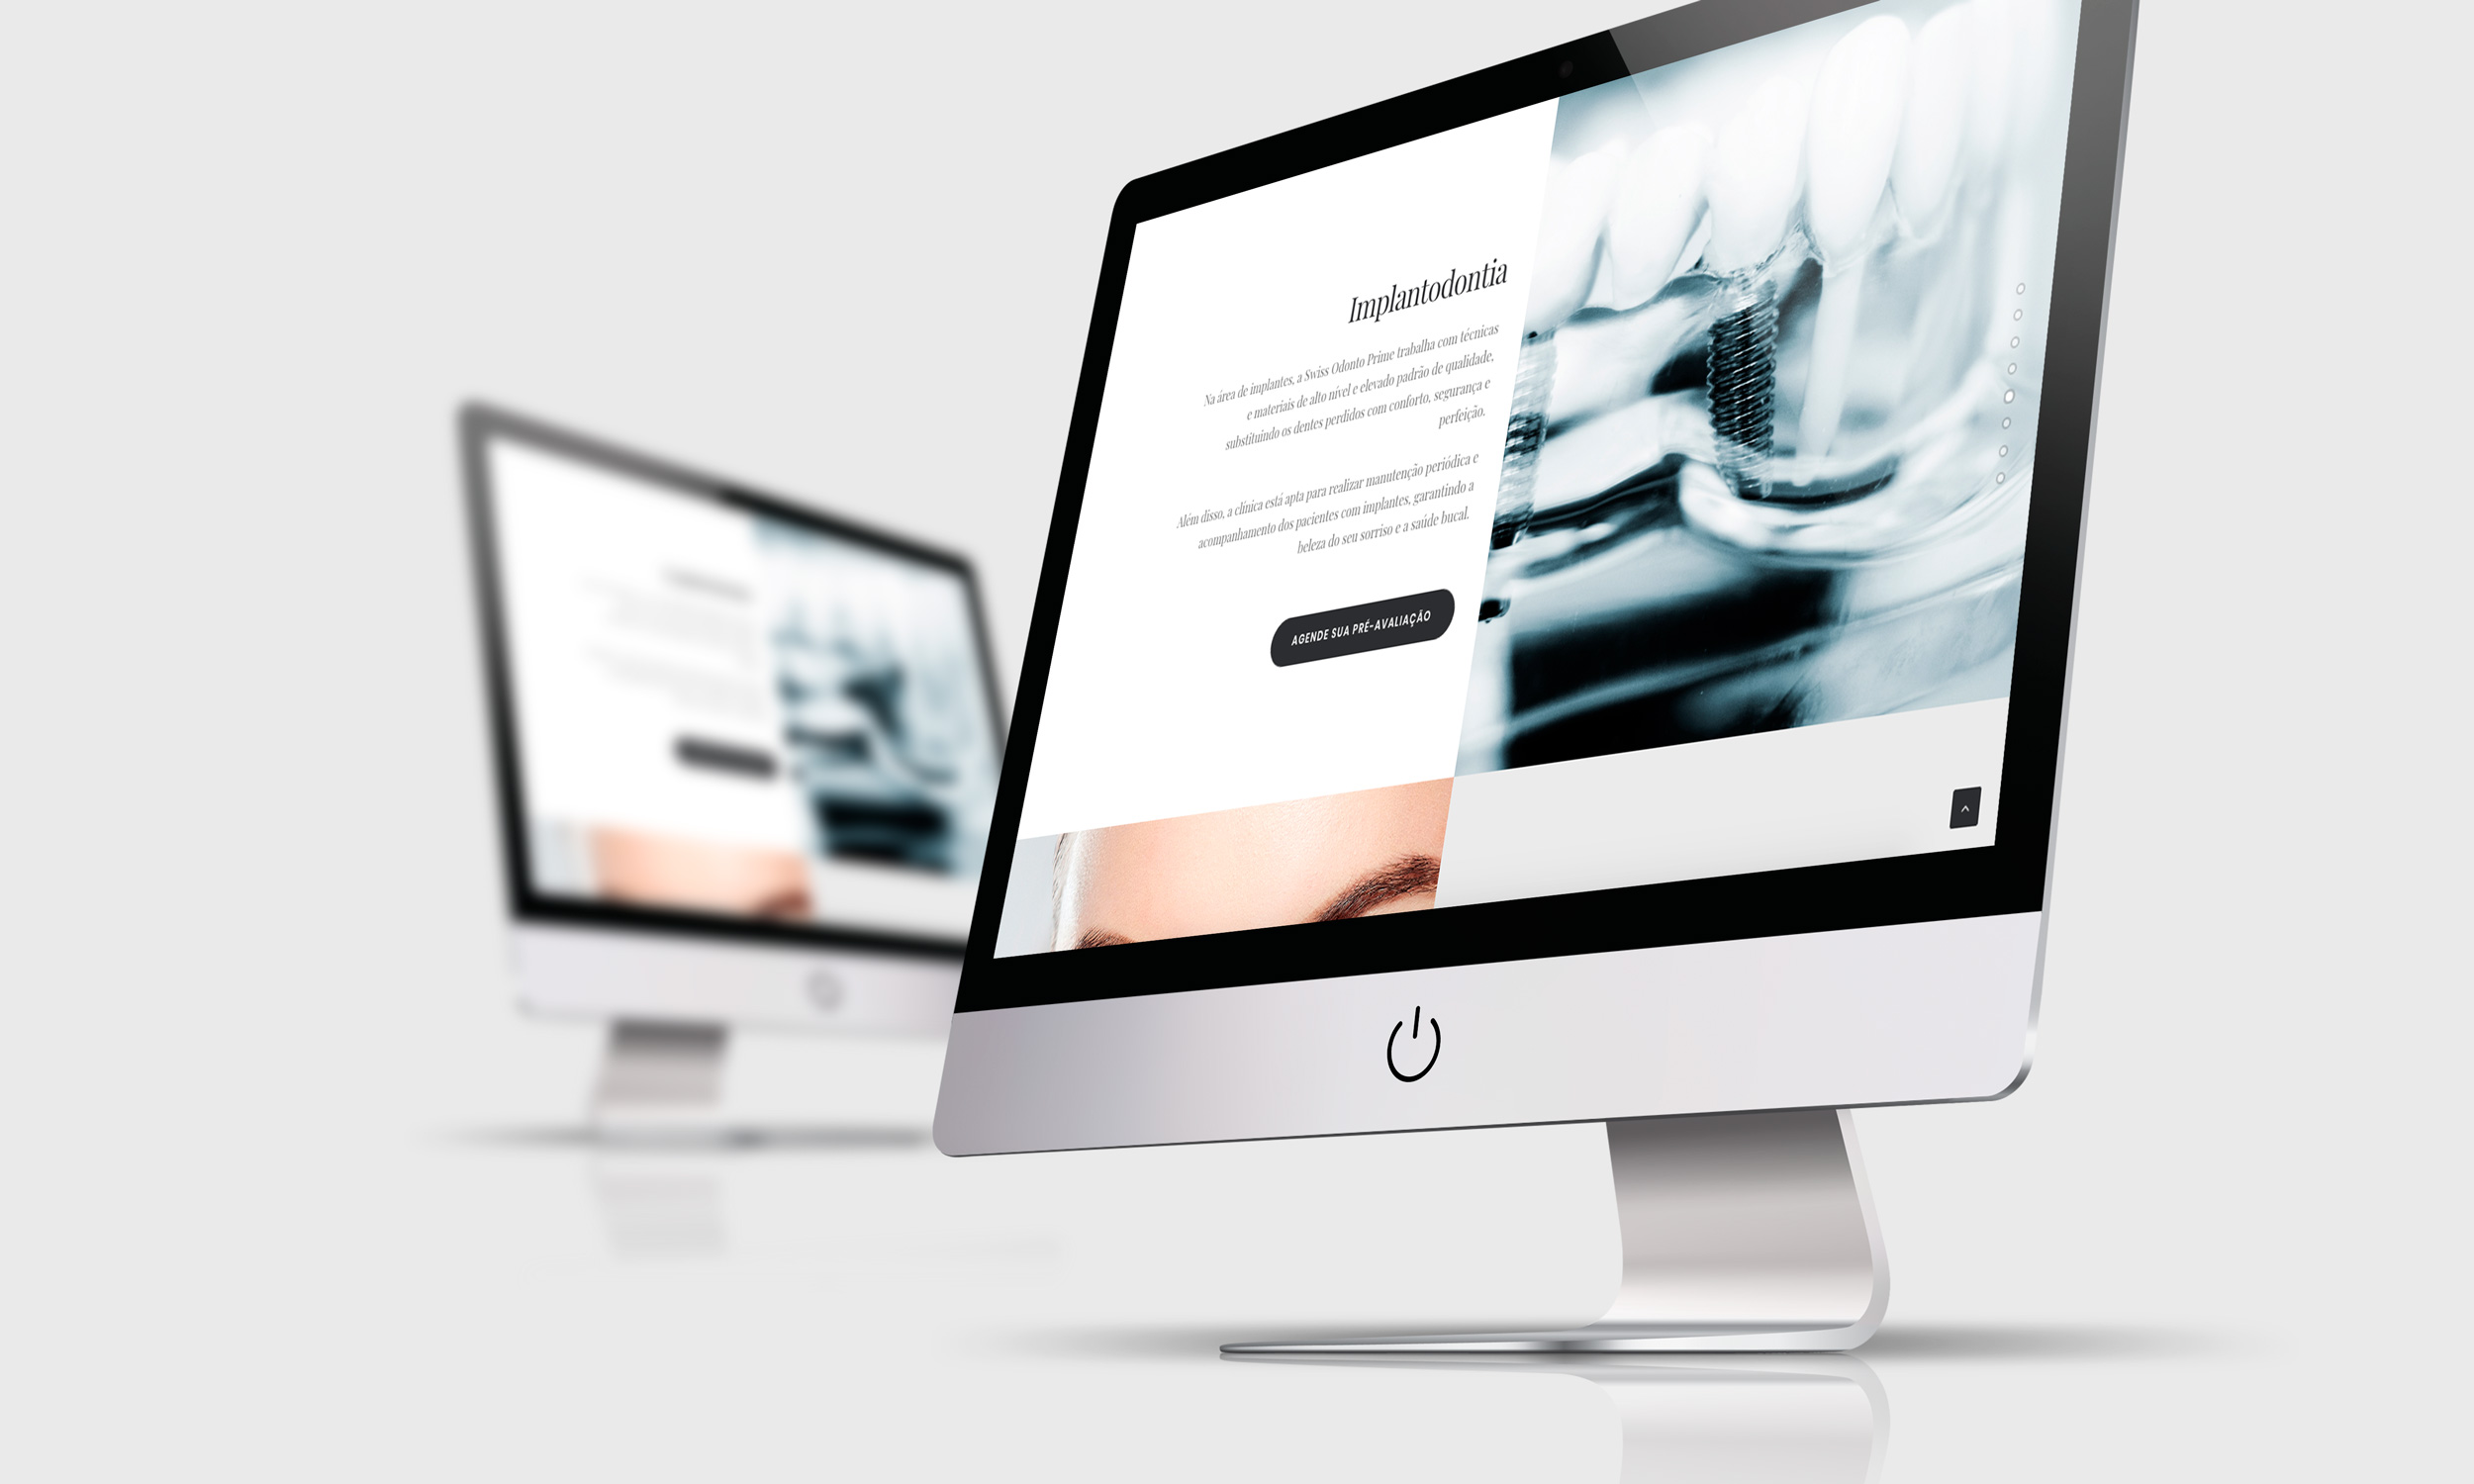 Implantodontia
Na área de implantes, a Swiss Odonto Prime trabalha com técnicas
e materiais de alto nível e elevado padrão de qualidade,
substituindo os dentes perdidos com conforto, segurança e
perfeição.
Além disso, a clínica está apta para realizar manutenção periódica e
acompanhamento dos pacientes com implantes, garantindo a
beleza do seu sorriso e a saúde bucal.
AGENDE SUA PRÉ-AVALIAÇÃO